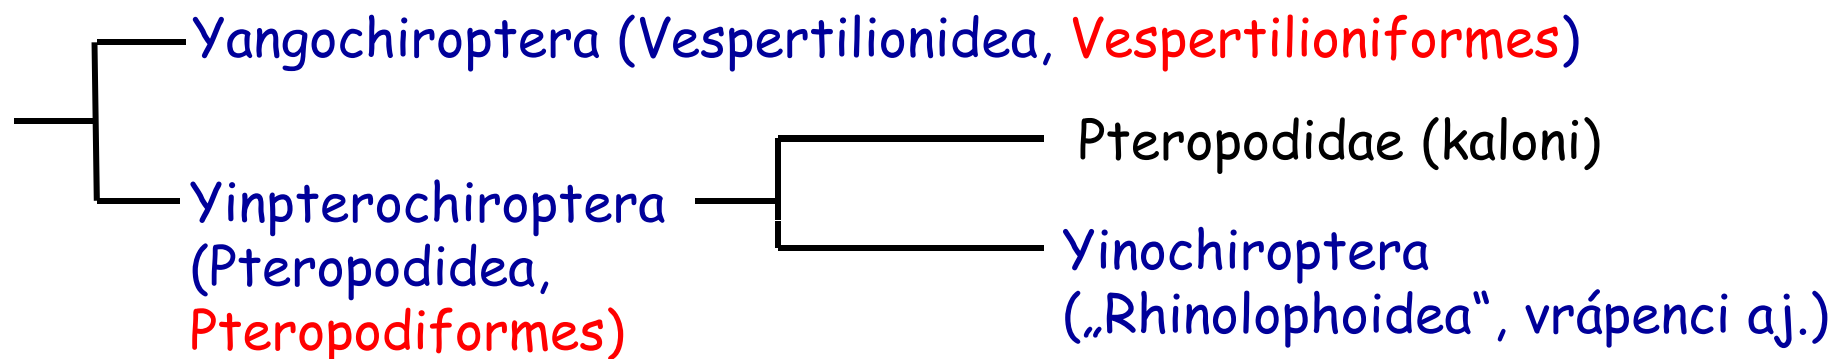 Yangochiroptera (Vespertilionidea, Vespertilioniformes)
Pteropodidae (kaloni)
Yinpterochiroptera
(Pteropodidea,
Pteropodiformes)
Yinochiroptera
(„Rhinolophoidea“, vrápenci aj.)